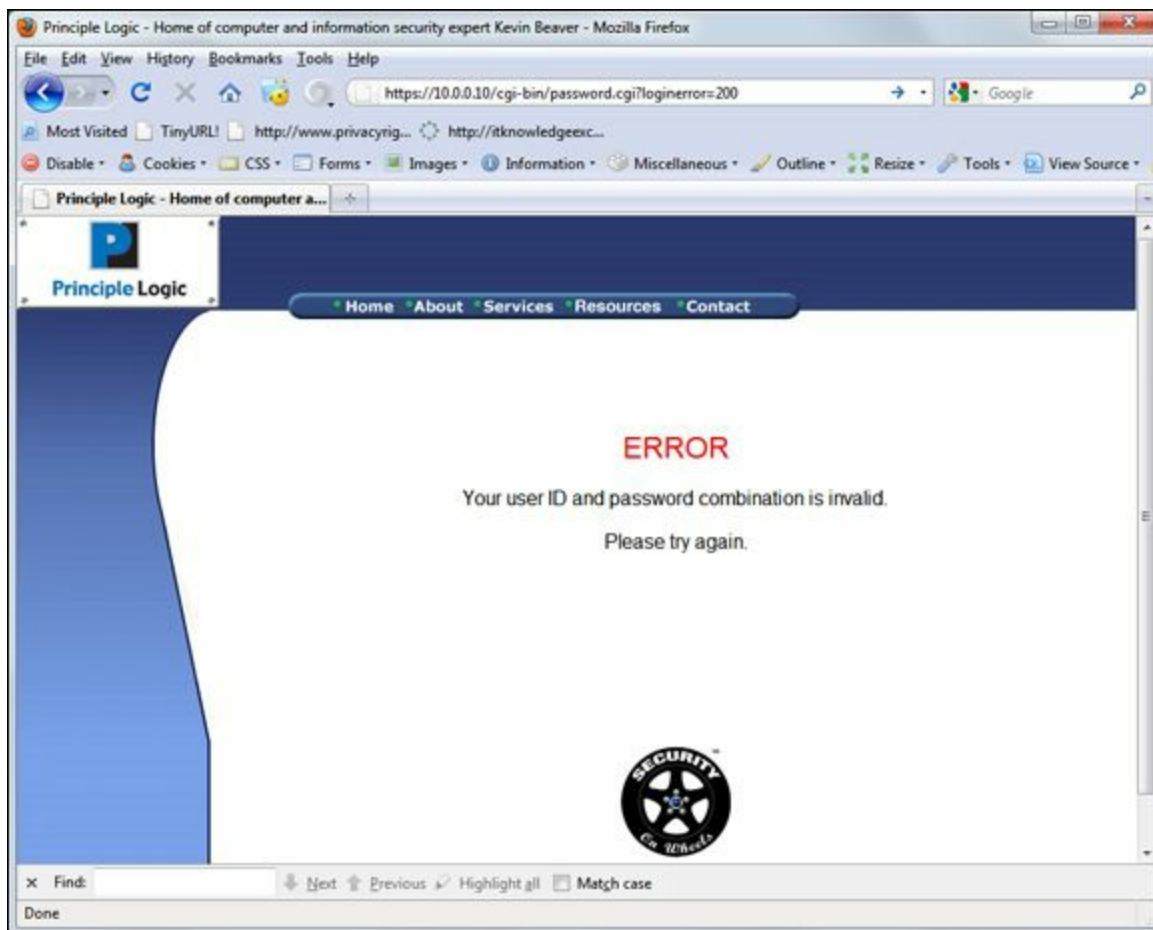 Principle Logic - Home of computer and information security expert Kevin Beaver - Mozilla Firefox
File Edit View History Bookmarks Tools Help
https://10.0.0.10/cgi-bin/password.cgi?loginerror=200
Google
Most Visited TinyURL! http://www.privacyrig... http://itknowledgeexc...
Disable Cookies CSS Forms Images Information Miscellaneous Outline Resize Tools View Source
Principle Logic - Home of computer a...
P
Principle Logic
Home About Services Resources Contact
ERROR
Your user ID and password combination is invalid.
Please try again.
SECURITY
On Wheels
× Find: Next Previous Highlight all Match case
Done